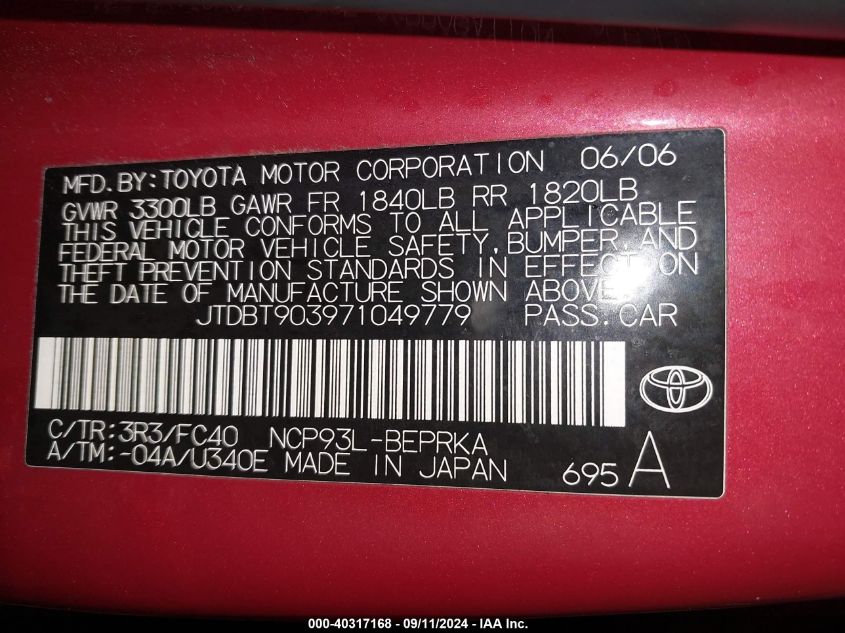 MFD.BY:TOYOTA MOTOR CORPORATION 06/06
GVWR 3300LB GAWR FR 1840LB RR 1820LB
THIS VEHICLE CONFORMS TO ALL APPLICABLE
FEDERAL MOTOR VEHICLE SAFETY, BUMPER, AND
THEFT PREVENTION STANDARDS IN EFFECT ON
THE DATE OF MANUFACTURE SHOWN ABOVE.
JTDBT903971049779 PASS.CAR
C/TR:3R3/FC40 NCP93L-BEPRKA
A/TM:-04A/U340E MADE IN JAPAN
695 A
000-40317168 - 09/11/2024 - IAA Inc.